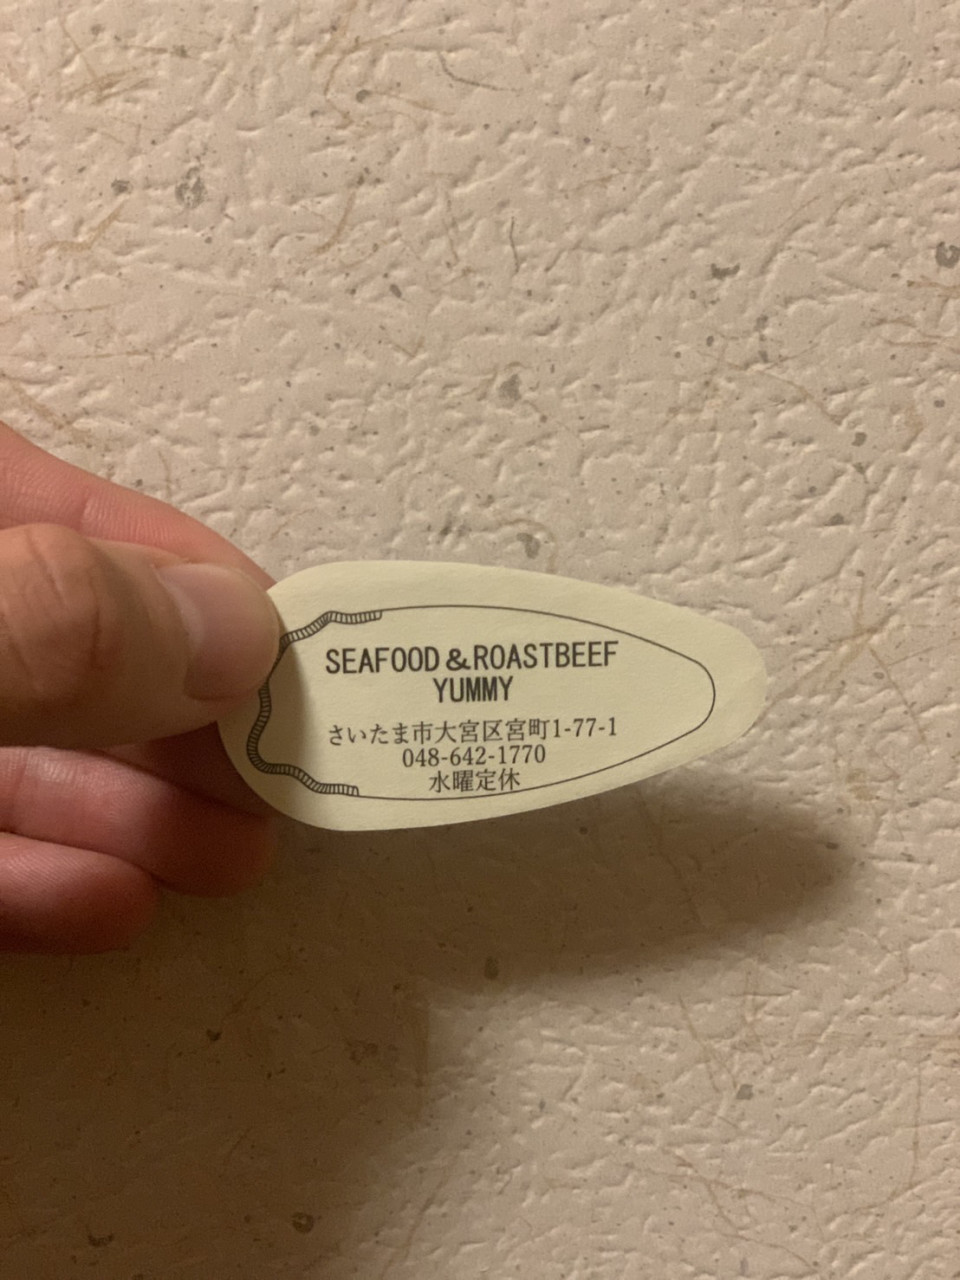 SEAFOOD &ROASTBEEF
YUMMY
さいたま市大宮区宮町1-77-1
048-642-1770
水曜定休